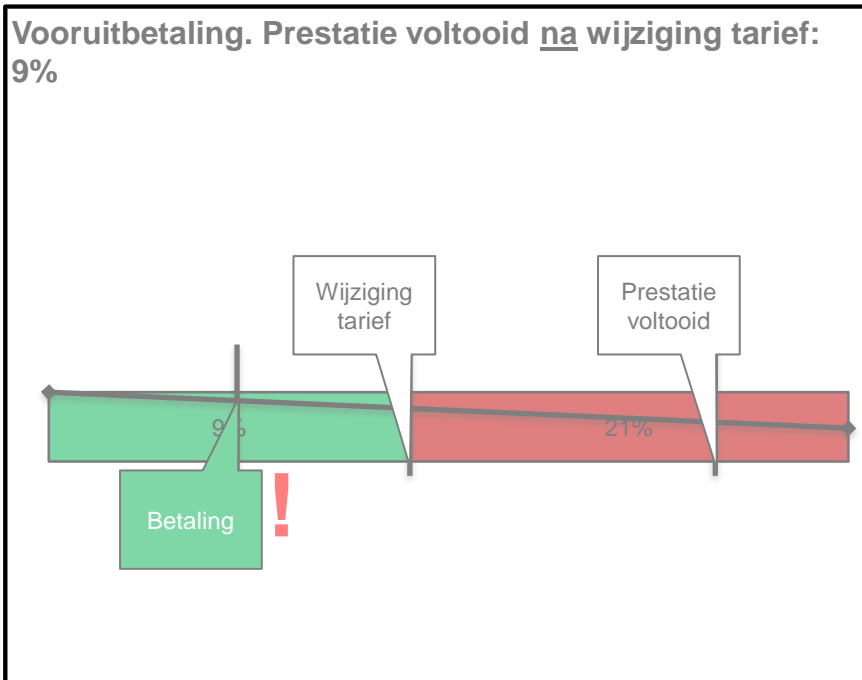 Vooruitbetaling. Prestatie voltooid na wijziging tarief:
9%
Wijziging
tarief
Prestatie
voltooid
9%
21%
Betaling
!